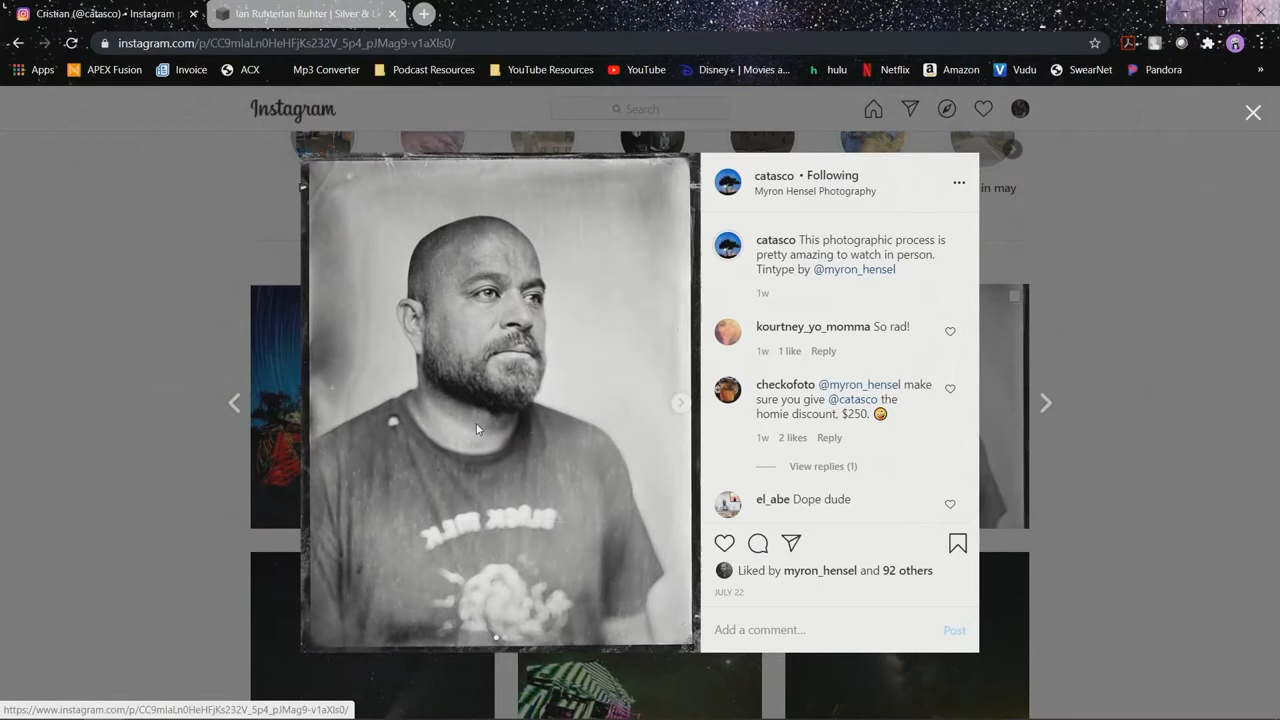 Cristian (@catasco) • Instagram
Ian RuhterIan Ruhter | Silver & L
instagram.com/p/CC9mIaLn0HeHFjKs232V_5p4_pJMag9-v1aXls0/
Apps
APEX Fusion
Invoice
ACX
Mp3 Converter
Podcast Resources
YouTube Resources
YouTube
Disney+ | Movies a...
hulu
Netflix
Amazon
Vudu
SwearNet
Pandora
»
Instagram
Search
in may
catasco • Following
Myron Hensel Photography
catasco This photographic process is
pretty amazing to watch in person.
Tintype by @myron_hensel
1w
kourtney_yo_momma So rad!
1w 1 like Reply
checkofoto @myron_hensel make
sure you give @catasco the
homie discount, $250.
1w 2 likes Reply
View replies (1)
el_abe Dope dude
Liked by myron_hensel and 92 others
JULY 22
Add a comment...
Post
https://www.instagram.com/p/CC9mIaLn0HeHFjKs232V_5p4_pJMag9-v1aXls0/